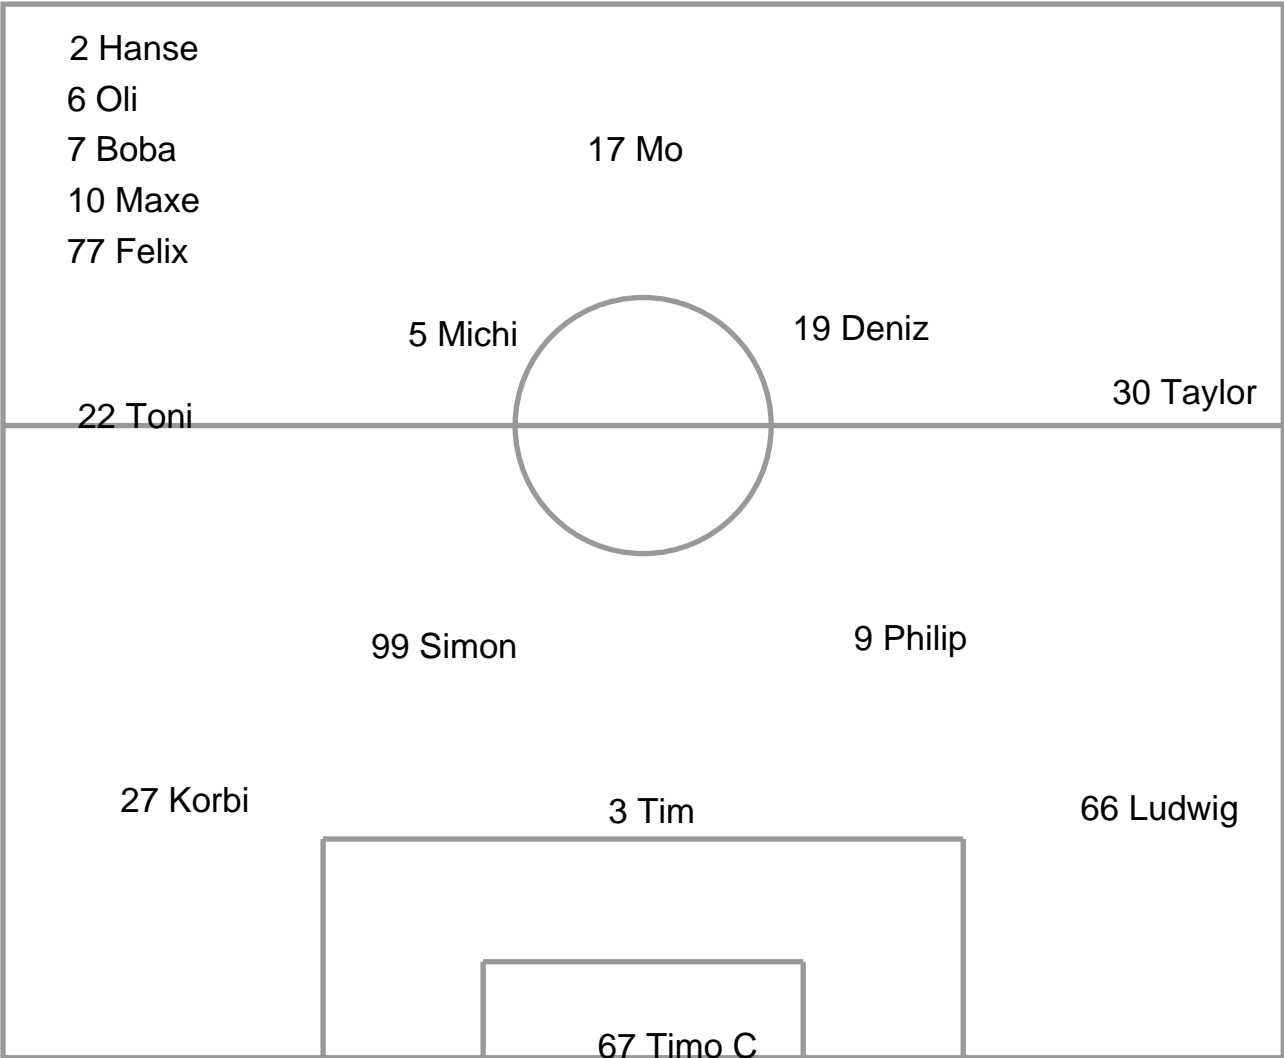 2 Hanse
6 Oli
7 Boba
17 Mo
10 Maxe
77 Felix
5 Michi
19 Deniz
30 Taylor
22 Toni
99 Simon
9 Philip
27 Korbi
3 Tim
66 Ludwig
67 Timo C